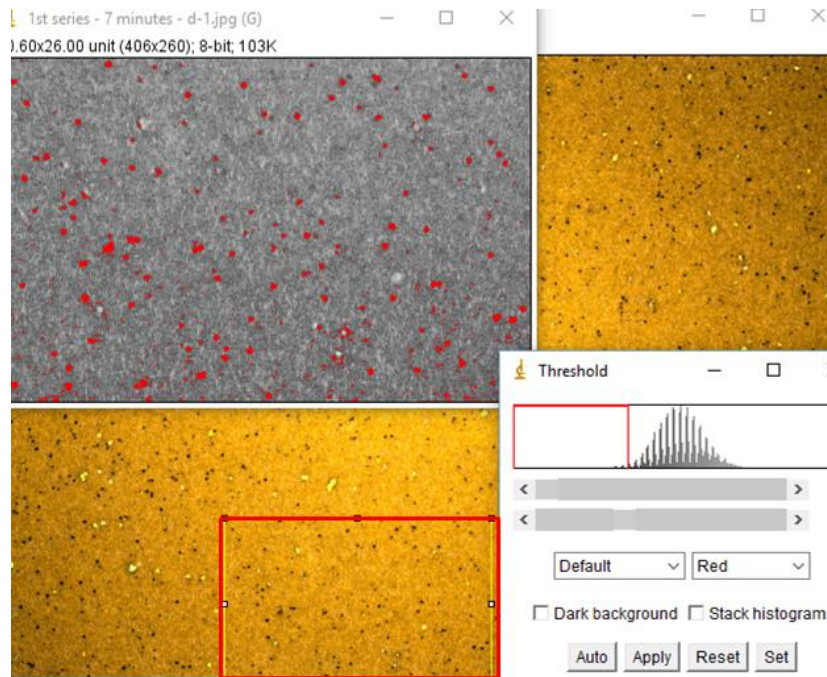 1st series - 7 minutes - d-1.jpg (G)
0.60x26.00 unit (406x260); 8-bit; 103K
Threshold
Default
Red
Dark background
Stack histogram
Auto
Apply
Reset
Set